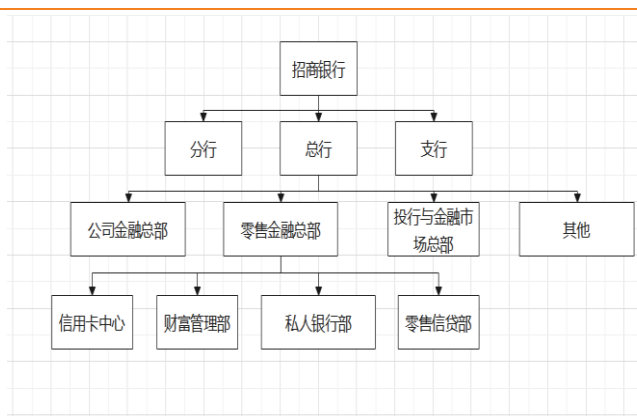 招商银行
分行
总行
支行
公司金融总部
零售金融总部
投行与金融市
场总部
其他
信用卡中心
财富管理部
私人银行部
零售信贷部